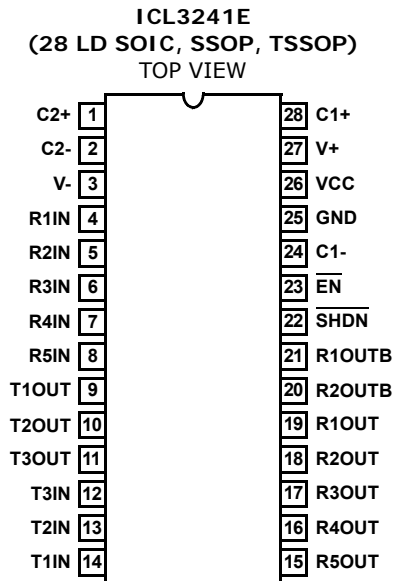 ICL3241E
(28 LD SOIC, SSOP, TSSOP)
TOP VIEW
C2+ 1 28 C1+
C2- 2 27 V+
V- 3 26 VCC
R1IN 4 25 GND
R2IN 5 24 C1-
R3IN 6 23 EN
R4IN 7 22 SHDN
R5IN 8 21 R1OUTB
T1OUT 9 20 R2OUTB
T2OUT 10 19 R1OUT
T3OUT 11 18 R2OUT
T3IN 12 17 R3OUT
T2IN 13 16 R4OUT
T1IN 14 15 R5OUT